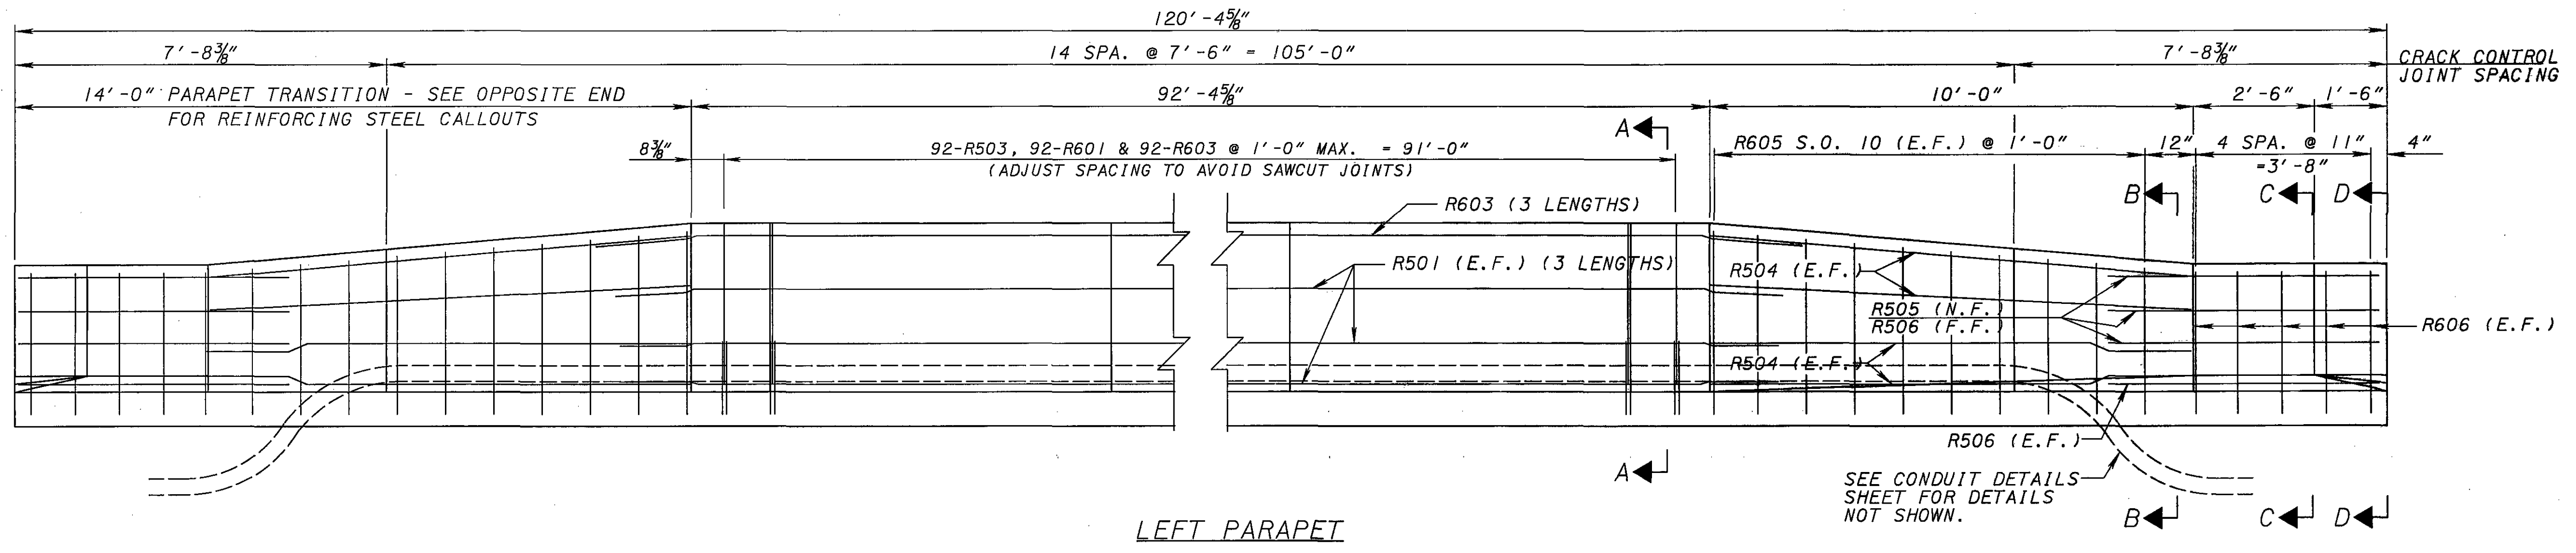 120'-4⅝"
7'-8⅜"
14 SPA. @ 7'-6" = 105'-0"
7'-8⅜"
CRACK CONTROL
JOINT SPACING
14'-0" PARAPET TRANSITION - SEE OPPOSITE END
FOR REINFORCING STEEL CALLOUTS
92'-4⅝"
10'-0"
2'-6"
1'-6"
A
8⅜"
92-R503, 92-R601 & 92-R603 @ 1'-0" MAX. = 91'-0"
(ADJUST SPACING TO AVOID SAWCUT JOINTS)
R605 S.O. 10 (E.F.) @ 1'-0"
12"
4 SPA. @ 11"
=3'-8"
4"
B
C
D
R603 (3 LENGTHS)
R501 (E.F.) (3 LENGTHS)
R504 (E.F.)
R505 (N.F.)
R506 (F.F.)
R606 (E.F.)
R504 (E.F.)
R506 (E.F.)
A
SEE CONDUIT DETAILS
SHEET FOR DETAILS
NOT SHOWN.
B
C
D
LEFT PARAPET